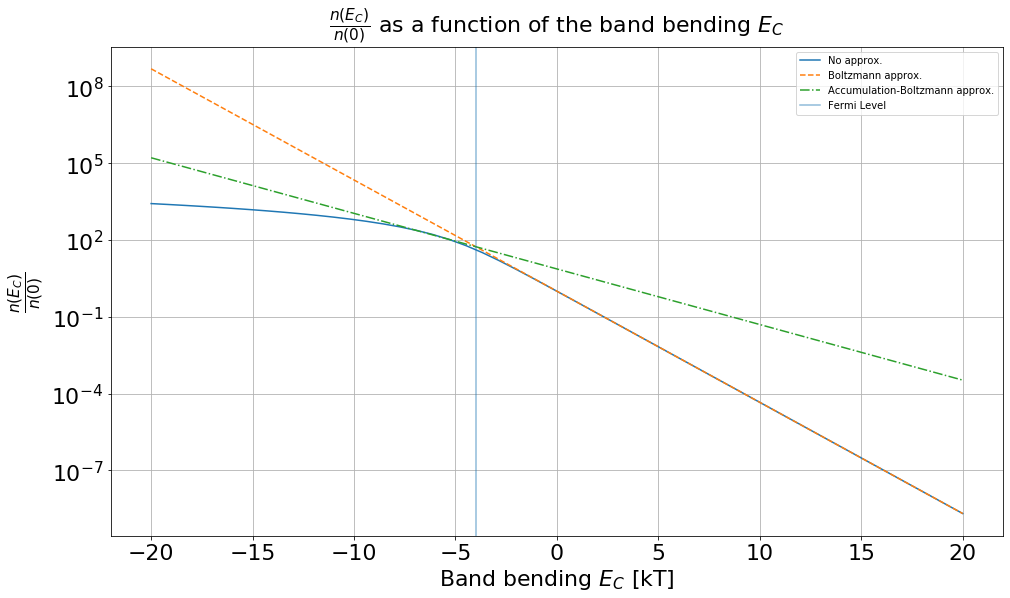 n(E_C)/n(0) as a function of the band bending E_C
No approx.
Boltzmann approx.
Accumulation-Boltzmann approx.
Fermi Level
n(E_C)/n(0)
10^8
10^5
10^2
10^−1
10^−4
10^−7
−20 −15 −10 −5 0 5 10 15 20
Band bending E_C [kT]